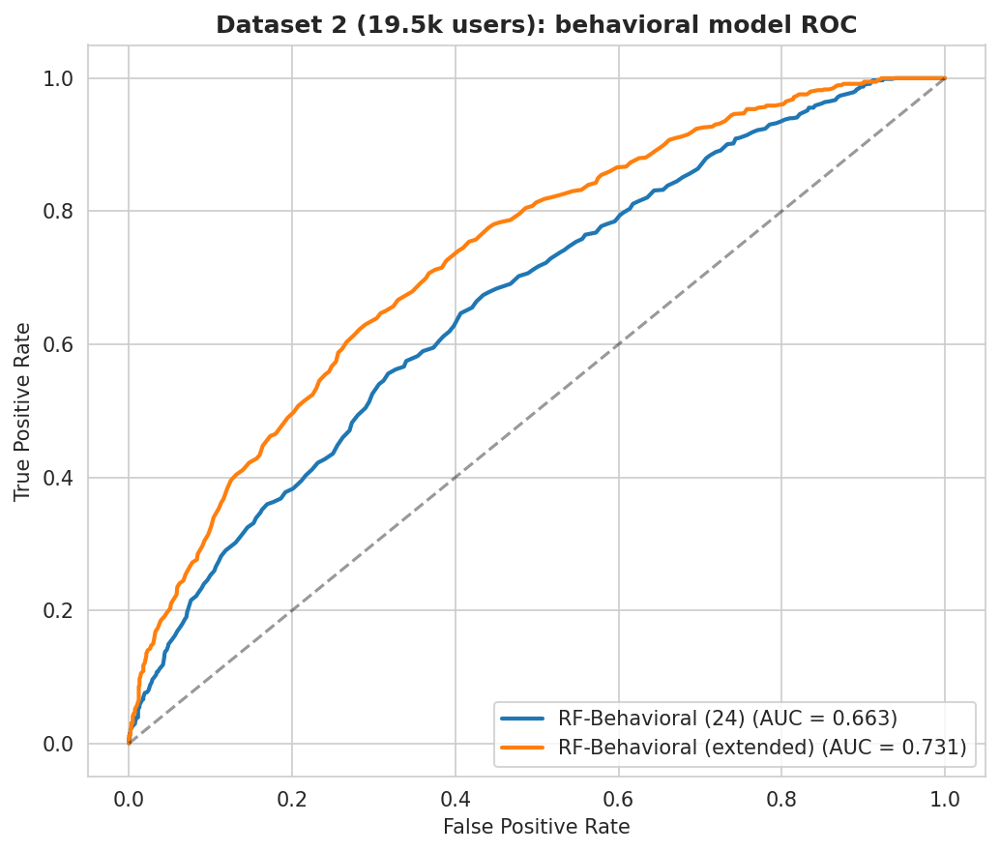 Dataset 2 (19.5k users): behavioral model ROC
True Positive Rate
1.0
0.8
0.6
0.4
0.2
0.0
RF-Behavioral (24) (AUC = 0.663)
RF-Behavioral (extended) (AUC = 0.731)
0.0 0.2 0.4 0.6 0.8 1.0
False Positive Rate